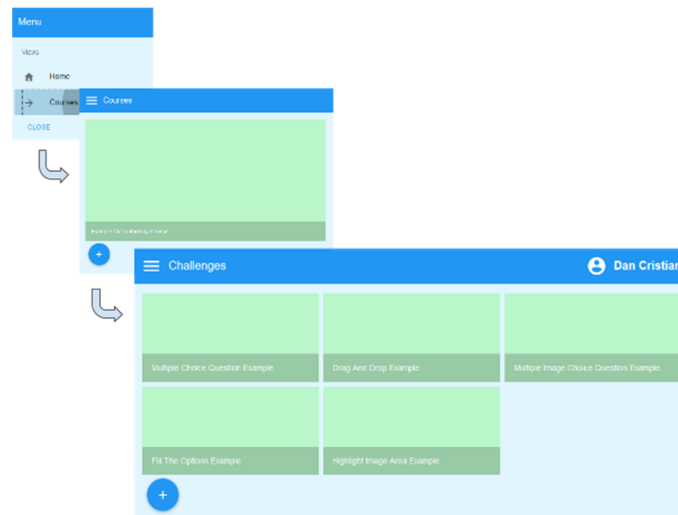 Menu
Views
Home
Courses
CLOSE
Courses
+
Challenges
Dan Cristian
Multiple Choice Question Example
Drag And Drop Example
Multiple Image Choice Question Example
Fill The Options Example
Highlight Image Area Example
+